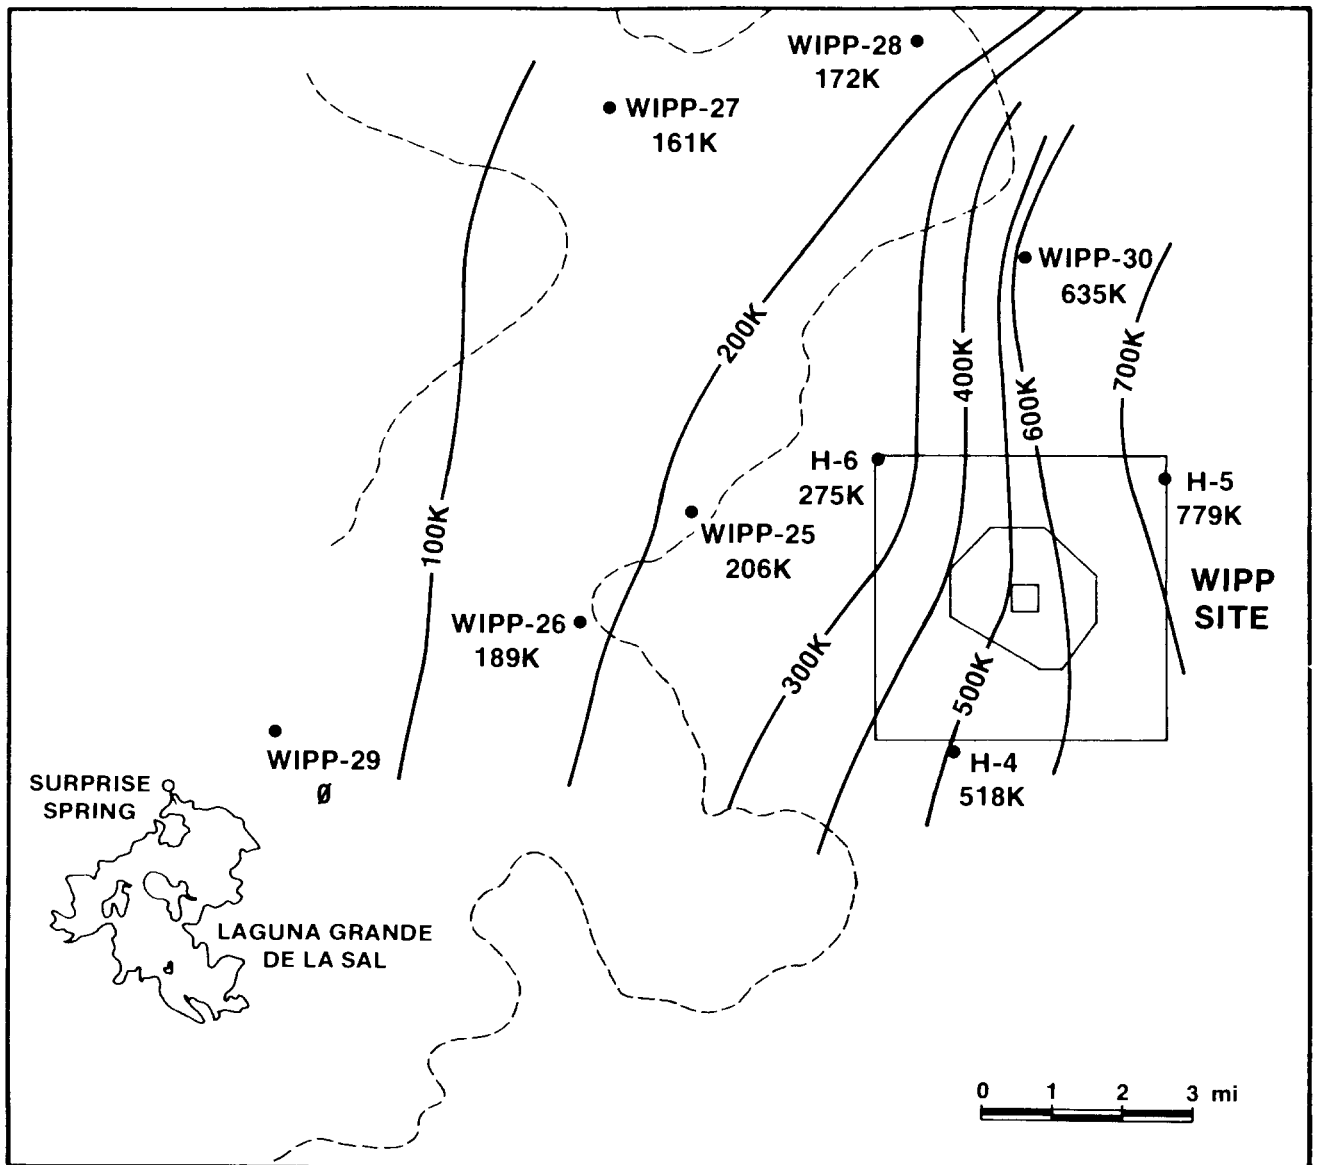 WIPP-28
172K
WIPP-27
161K
WIPP-30
635K
200K
400K
700K
600K
H-6
275K
H-5
779K
100K
WIPP-25
206K
WIPP
SITE
WIPP-26
189K
300K
500K
WIPP-29
Ø
H-4
518K
SURPRISE
SPRING
LAGUNA GRANDE
DE LA SAL
0 1 2 3 mi